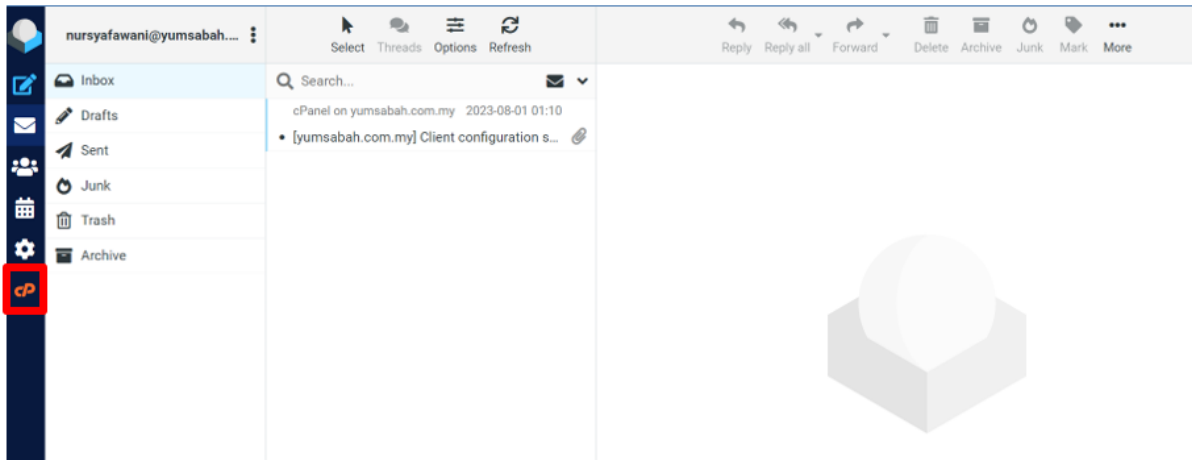 nursyafawani@yumsabah....
Select Threads Options Refresh
Reply Reply all Forward Delete Archive Junk Mark More
Inbox
Drafts
Sent
Junk
Trash
Archive
Search...
cPanel on yumsabah.com.my 2023-08-01 01:10
• [yumsabah.com.my] Client configuration s...
cP